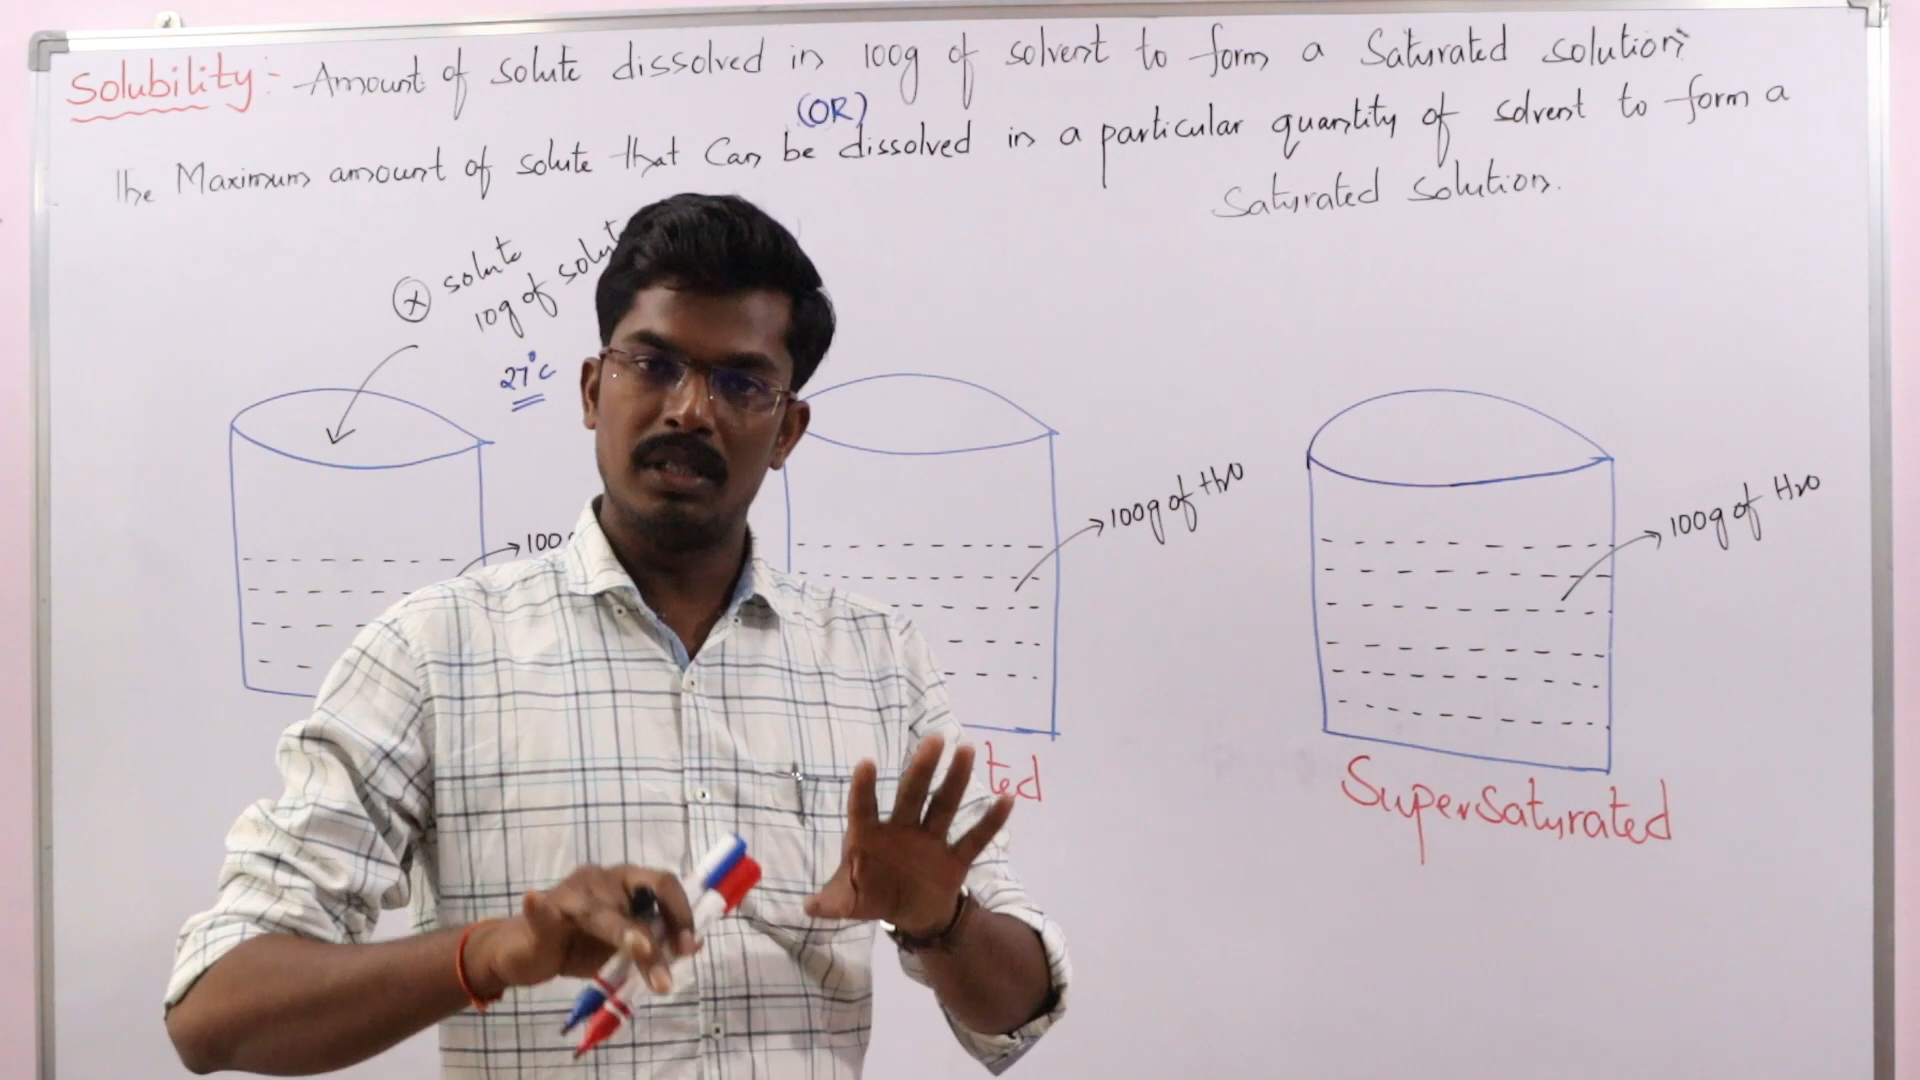 Solubility:- Amount of solute dissolved in 100g of solvent to form a saturated solution.
(OR)
The Maximum amount of solute that can be dissolved in a particular quantity of solvent to form a
saturated solution.
x solute
10g of solut
27°C
100
100g of H2O
100g of H2O
ted
Supersaturated